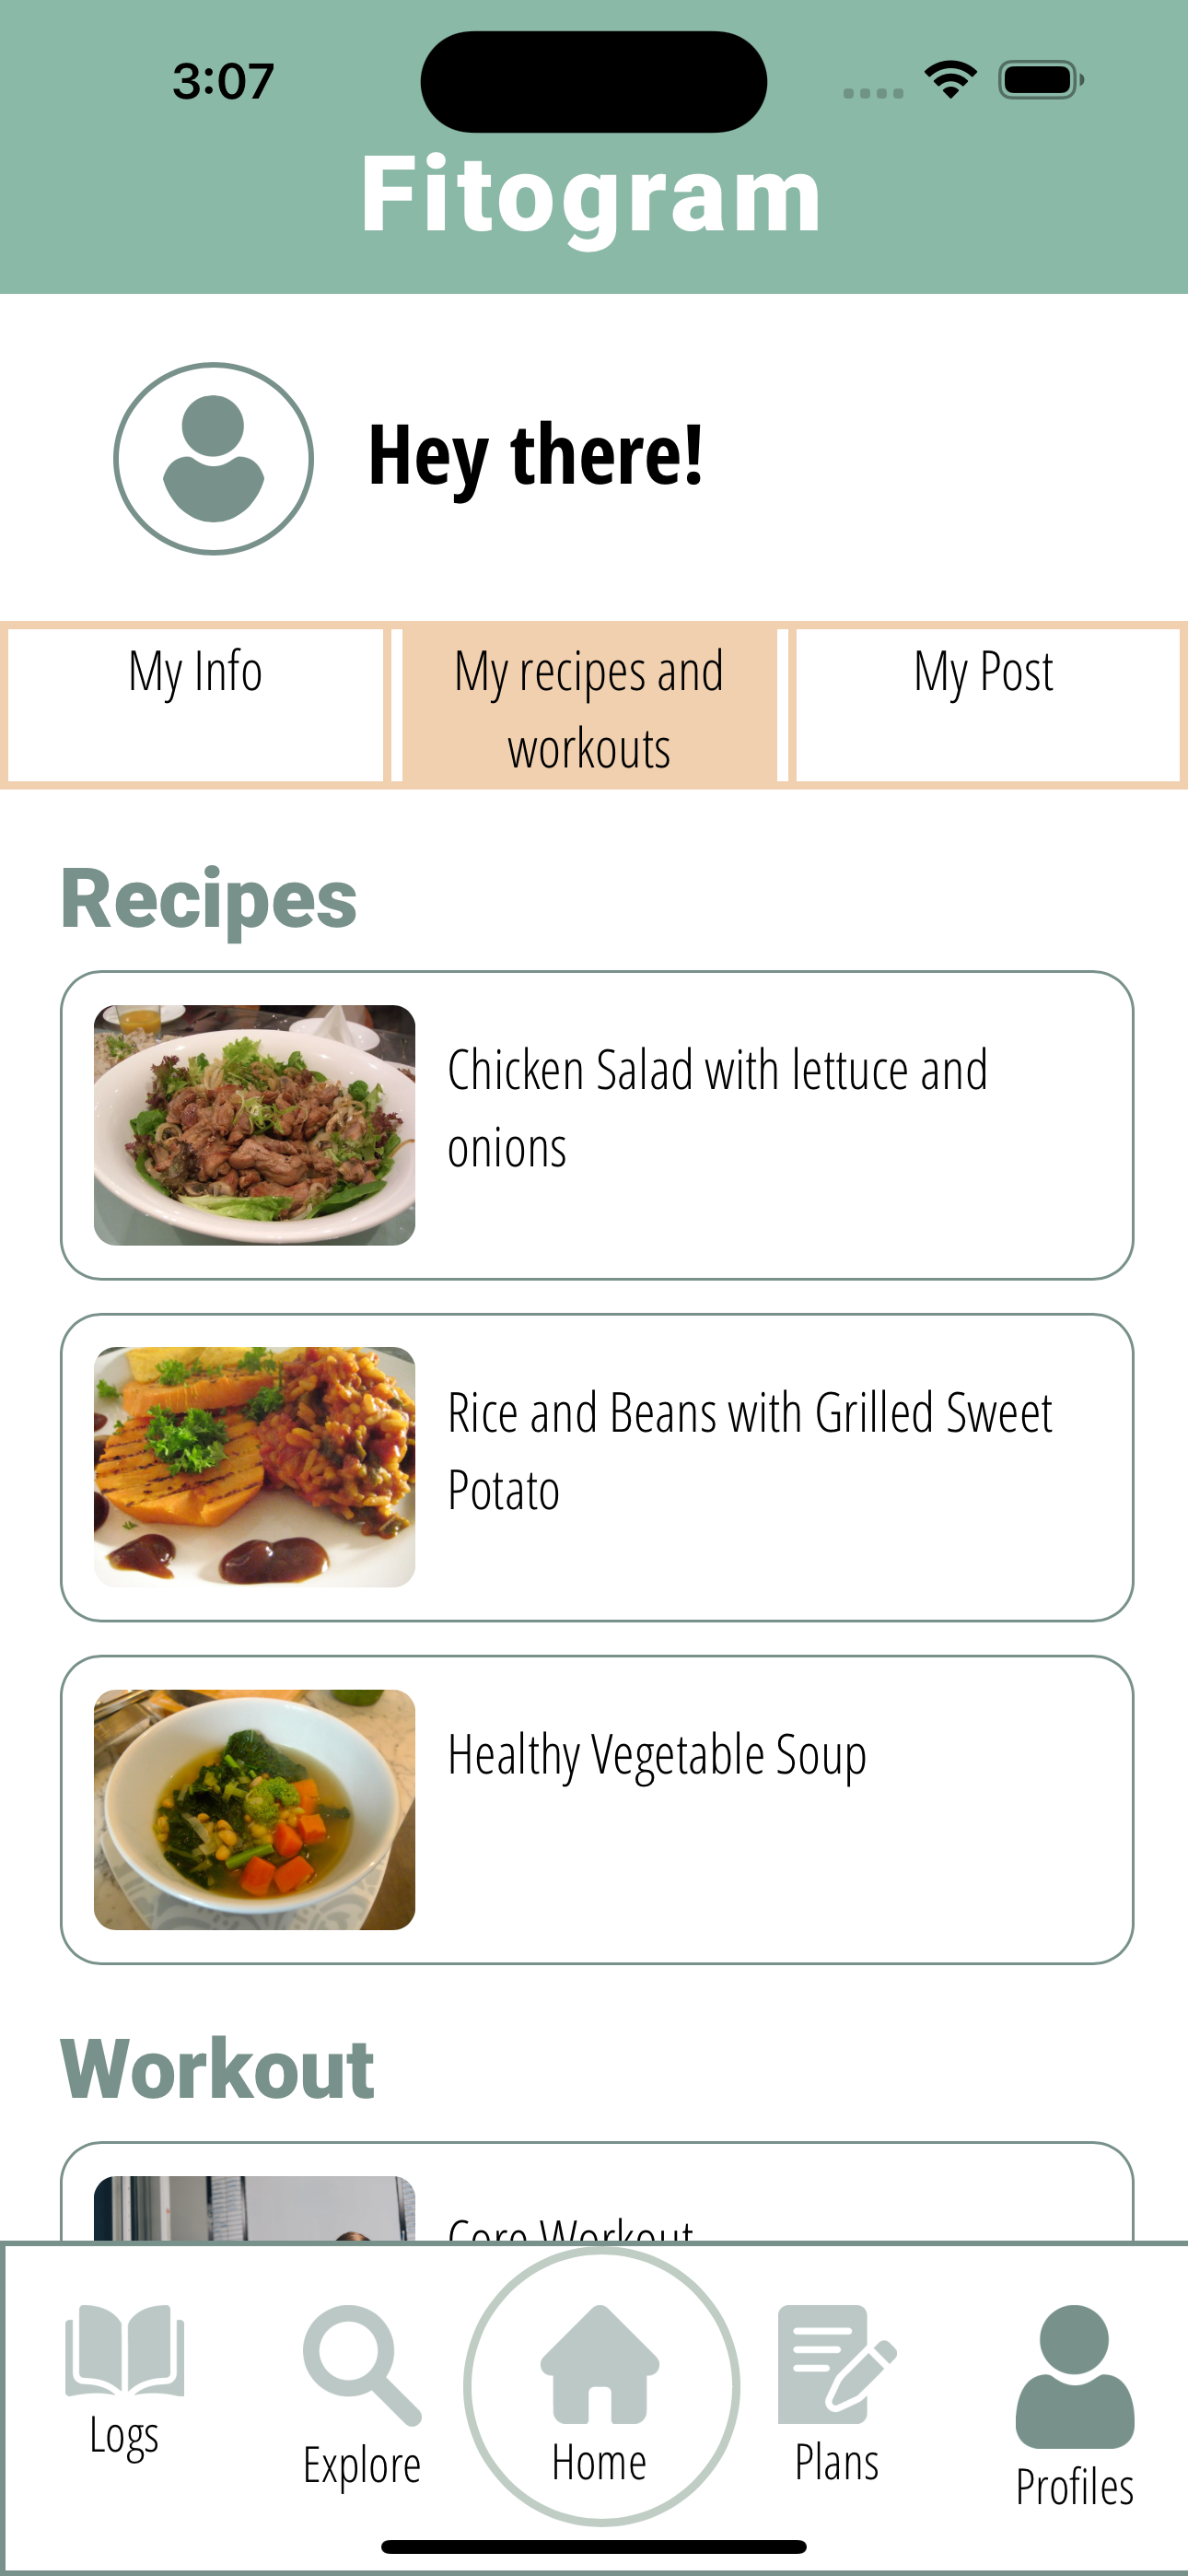 3:07
Fitogram
Hey there!
My Info
My recipes and
workouts
My Post
Recipes
Chicken Salad with lettuce and
onions
Rice and Beans with Grilled Sweet
Potato
Healthy Vegetable Soup
Workout
Core Workout
Logs
Explore
Home
Plans
Profiles